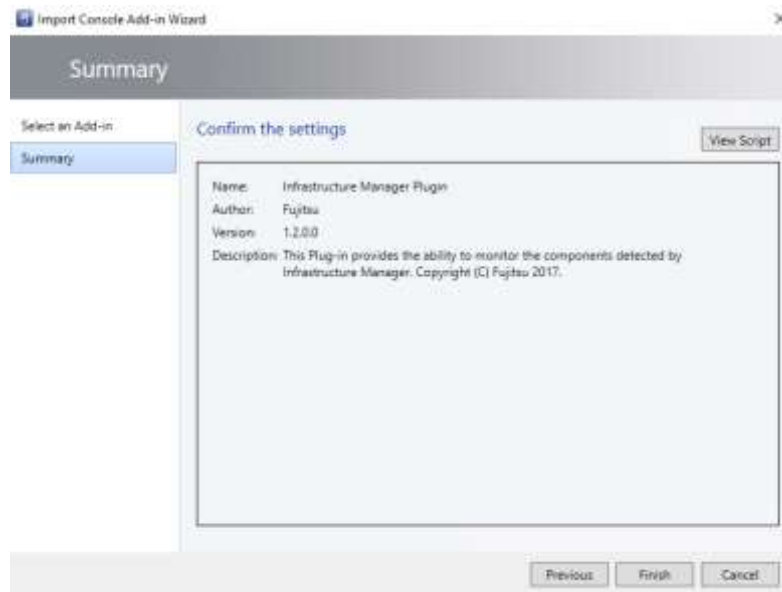 Import Console Add-in Wizard
Summary
Select an Add-in
Summary
Confirm the settings
View Script
Name: Infrastructure Manager Plugin
Author: Fujitsu
Version: 1.2.0.0
Description: This Plug-in provides the ability to monitor the components detected by
Infrastructure Manager. Copyright (C) Fujitsu 2017.
Previous
Finish
Cancel